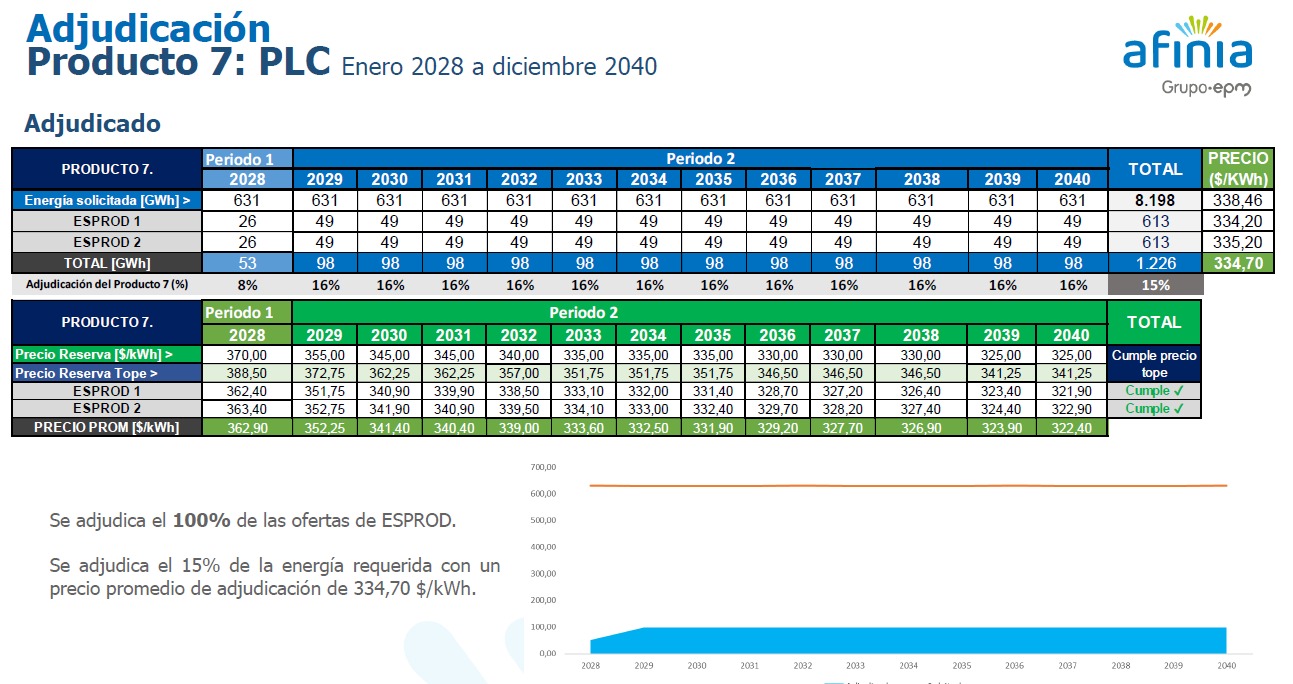 Adjudicación
Producto 7: PLC Enero 2028 a diciembre 2040
afinia
Grupo·epm
Adjudicado
PRODUCTO 7. Periodo 1 Periodo 2 TOTAL PRECIO ($/KWh)
2028 2029 2030 2031 2032 2033 2034 2035 2036 2037 2038 2039 2040
Energía solicitada [GWh] > 631 631 631 631 631 631 631 631 631 631 631 631 631 8.198 338,46
ESPROD 1 26 49 49 49 49 49 49 49 49 49 49 49 49 613 334,20
ESPROD 2 26 49 49 49 49 49 49 49 49 49 49 49 49 613 335,20
TOTAL [GWh] 53 98 98 98 98 98 98 98 98 98 98 98 98 1.226 334,70
Adjudicación del Producto 7 (%) 8% 16% 16% 16% 16% 16% 16% 16% 16% 16% 16% 16% 16% 15%
PRODUCTO 7. Periodo 1 Periodo 2 TOTAL
2028 2029 2030 2031 2032 2033 2034 2035 2036 2037 2038 2039 2040
Precio Reserva [$/kWh] > 370,00 355,00 345,00 345,00 340,00 335,00 335,00 335,00 330,00 330,00 330,00 325,00 325,00 Cumple precio tope
Precio Reserva Tope > 388,50 372,75 362,25 362,25 357,00 351,75 351,75 351,75 346,50 346,50 346,50 341,25 341,25
ESPROD 1 362,40 351,75 340,90 339,90 338,50 333,10 332,00 331,40 328,70 327,20 326,40 323,40 321,90 Cumple ✓
ESPROD 2 363,40 352,75 341,90 340,90 339,50 334,10 333,00 332,40 329,70 328,20 327,40 324,40 322,90 Cumple ✓
PRECIO PROM [$/kWh] 362,90 352,25 341,40 340,40 339,00 333,60 332,50 331,90 329,20 327,70 326,90 323,90 322,40
Se adjudica el 100% de las ofertas de ESPROD.
Se adjudica el 15% de la energía requerida con un
precio promedio de adjudicación de 334,70 $/kWh.
700,00
600,00
500,00
400,00
300,00
200,00
100,00
0,00
2028 2029 2030 2031 2032 2033 2034 2035 2036 2037 2038 2039 2040